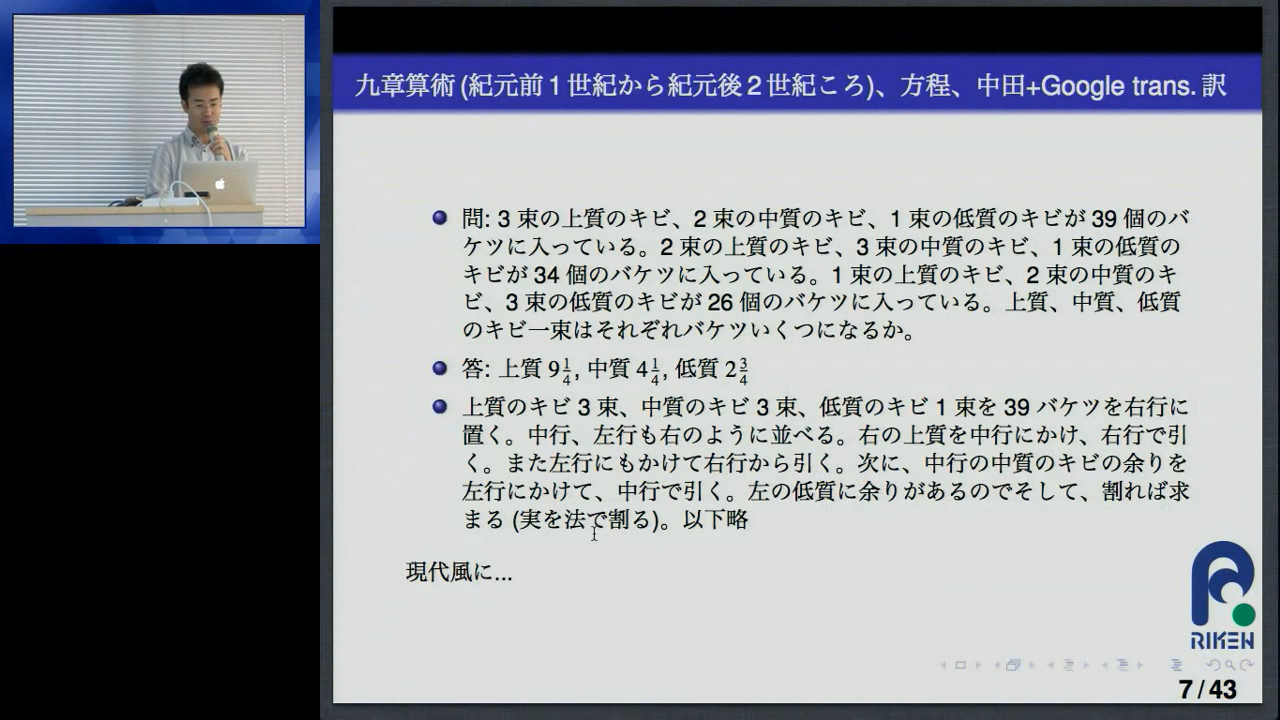 九章算術 (紀元前 1 世紀から紀元後 2 世紀ころ)、方程、中田+Google trans. 訳
問: 3 束の上質のキビ、2 束の中質のキビ、1 束の低質のキビが 39 個のバ
ケツに入っている。2 束の上質のキビ、3 束の中質のキビ、1 束の低質の
キビが 34 個のバケツに入っている。1 束の上質のキビ、2 束の中質のキ
ビ、3 束の低質のキビが 26 個のバケツに入っている。上質、中質、低質
のキビ一束はそれぞれバケツいくつになるか。
答: 上質 9 1/4, 中質 4 1/4, 低質 2 3/4
上質のキビ 3 束、中質のキビ 3 束、低質のキビ 1 束を 39 バケツを右行に
置く。中行、左行も右のように並べる。右の上質を中行にかけ、右行で引
く。また左行にもかけて右行から引く。次に、中行の中質のキビの余りを
左行にかけて、中行で引く。左の低質に余りがあるのでそして、割れば求
まる (実を法で割る)。以下略
現代風に...
RIKEN
7 / 43